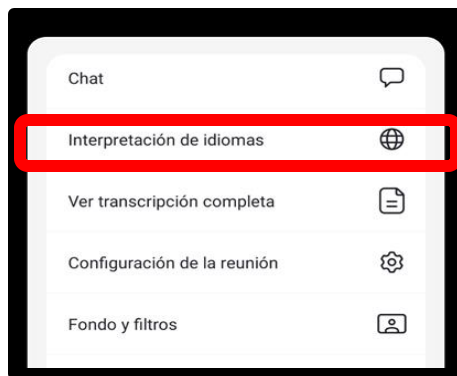 Chat
Interpretación de idiomas
Ver transcripción completa
Configuración de la reunión
Fondo y filtros